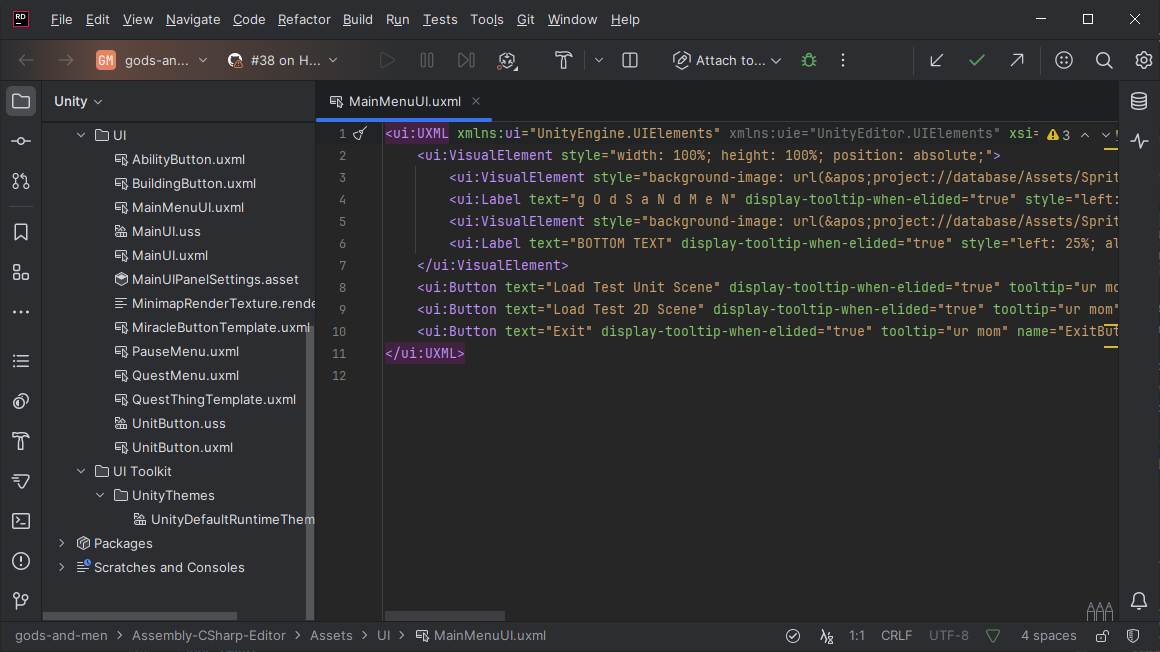 RD File Edit View Navigate Code Refactor Build Run Tests Tools Git Window Help
GM gods-an... #38 on H... Attach to...
Unity
MainMenuUI.uxml
UI
AbilityButton.uxml
BuildingButton.uxml
MainMenuUI.uxml
MainUI.uss
MainUI.uxml
MainUIPanelSettings.asset
MinimapRenderTexture.rende
MiracleButtonTemplate.uxml
PauseMenu.uxml
QuestMenu.uxml
QuestThingTemplate.uxml
UnitButton.uss
UnitButton.uxml
UI Toolkit
UnityThemes
UnityDefaultRuntimeThem
Packages
Scratches and Consoles
1 <ui:UXML xmlns:ui="UnityEngine.UIElements" xmlns:uie="UnityEditor.UIElements" xsi= 3
2 <ui:VisualElement style="width: 100%; height: 100%; position: absolute;">
3 <ui:VisualElement style="background-image: url(&apos;project://database/Assets/Sprit
4 <ui:Label text="g O d S a N d M e N" display-tooltip-when-elided="true" style="left:
5 <ui:VisualElement style="background-image: url(&apos;project://database/Assets/Sprit
6 <ui:Label text="BOTTOM TEXT" display-tooltip-when-elided="true" style="left: 25%; al
7 </ui:VisualElement>
8 <ui:Button text="Load Test Unit Scene" display-tooltip-when-elided="true" tooltip="ur mo
9 <ui:Button text="Load Test 2D Scene" display-tooltip-when-elided="true" tooltip="ur mom"
10 <ui:Button text="Exit" display-tooltip-when-elided="true" tooltip="ur mom" name="ExitBut
11 </ui:UXML>
12
gods-and-men > Assembly-CSharp-Editor > Assets > UI > MainMenuUI.uxml 1:1 CRLF UTF-8 4 spaces